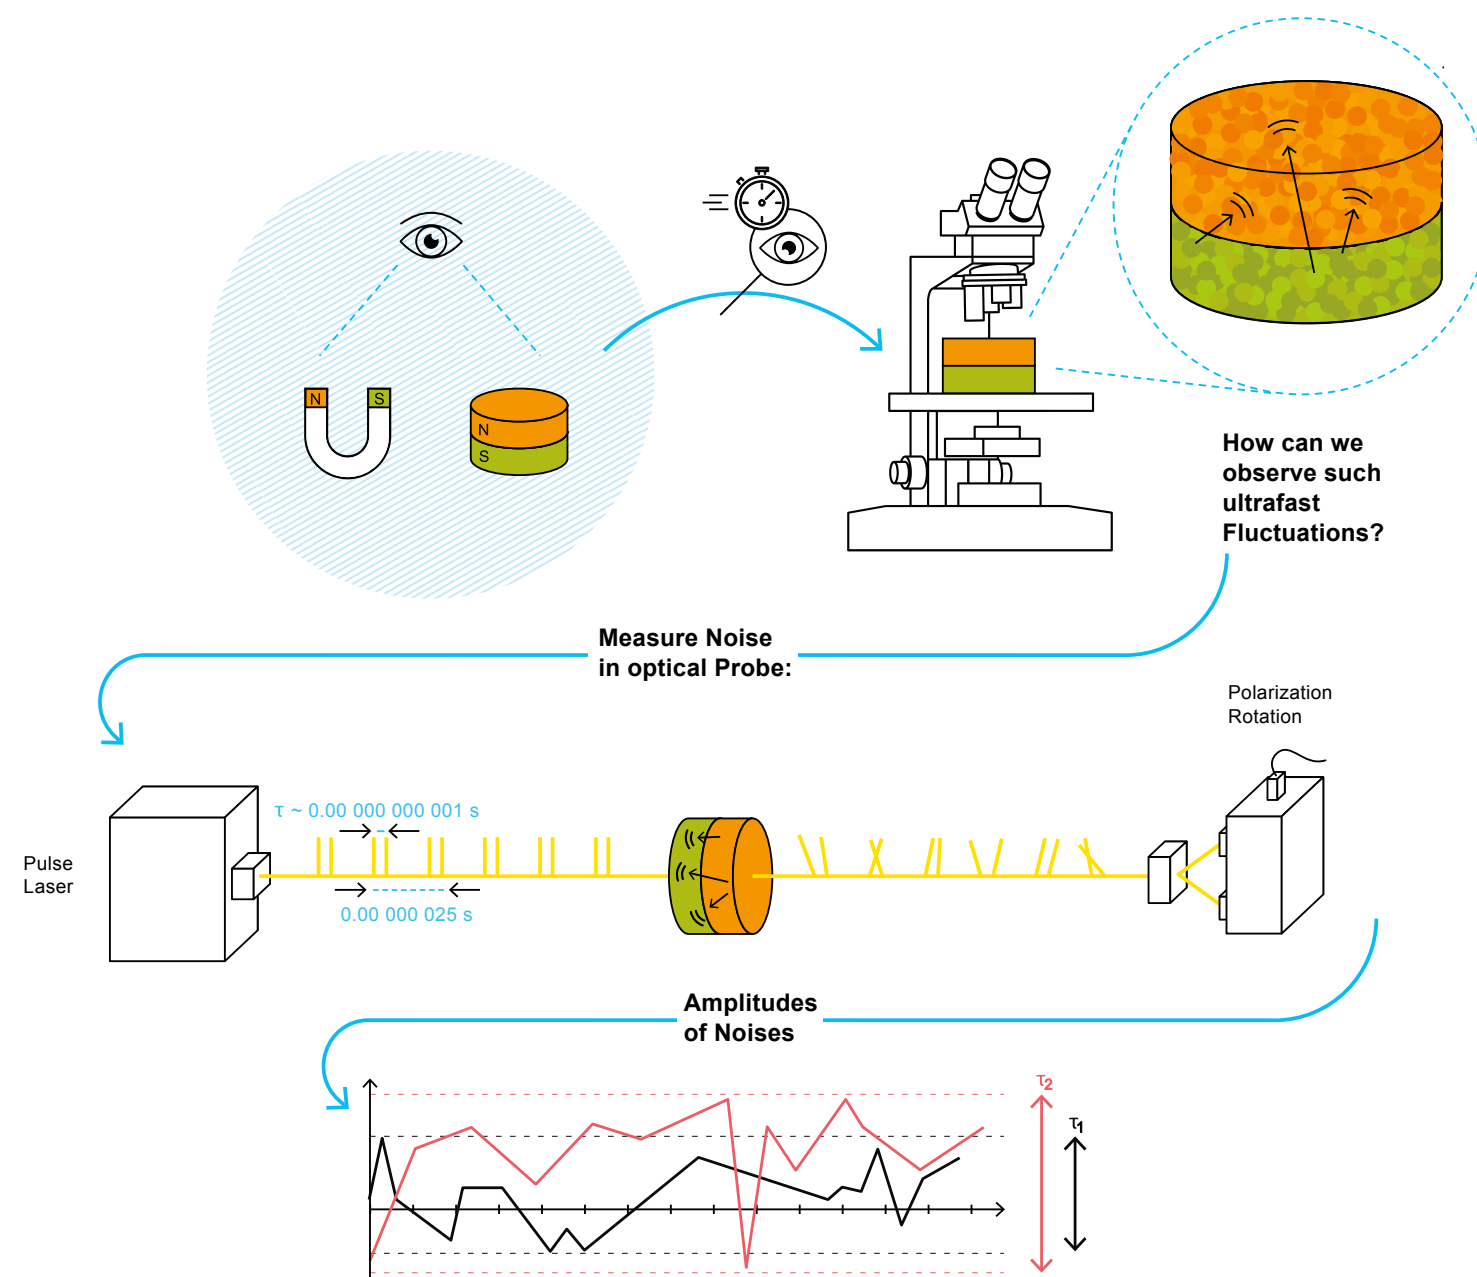 N
S
N
S
How can we
observe such
ultrafast
Fluctuations?
Measure Noise
in optical Probe:
Polarization
Rotation
τ ~ 0.00 000 000 001 s
Pulse
Laser
0.00 000 025 s
Amplitudes
of Noises
τ2
τ1